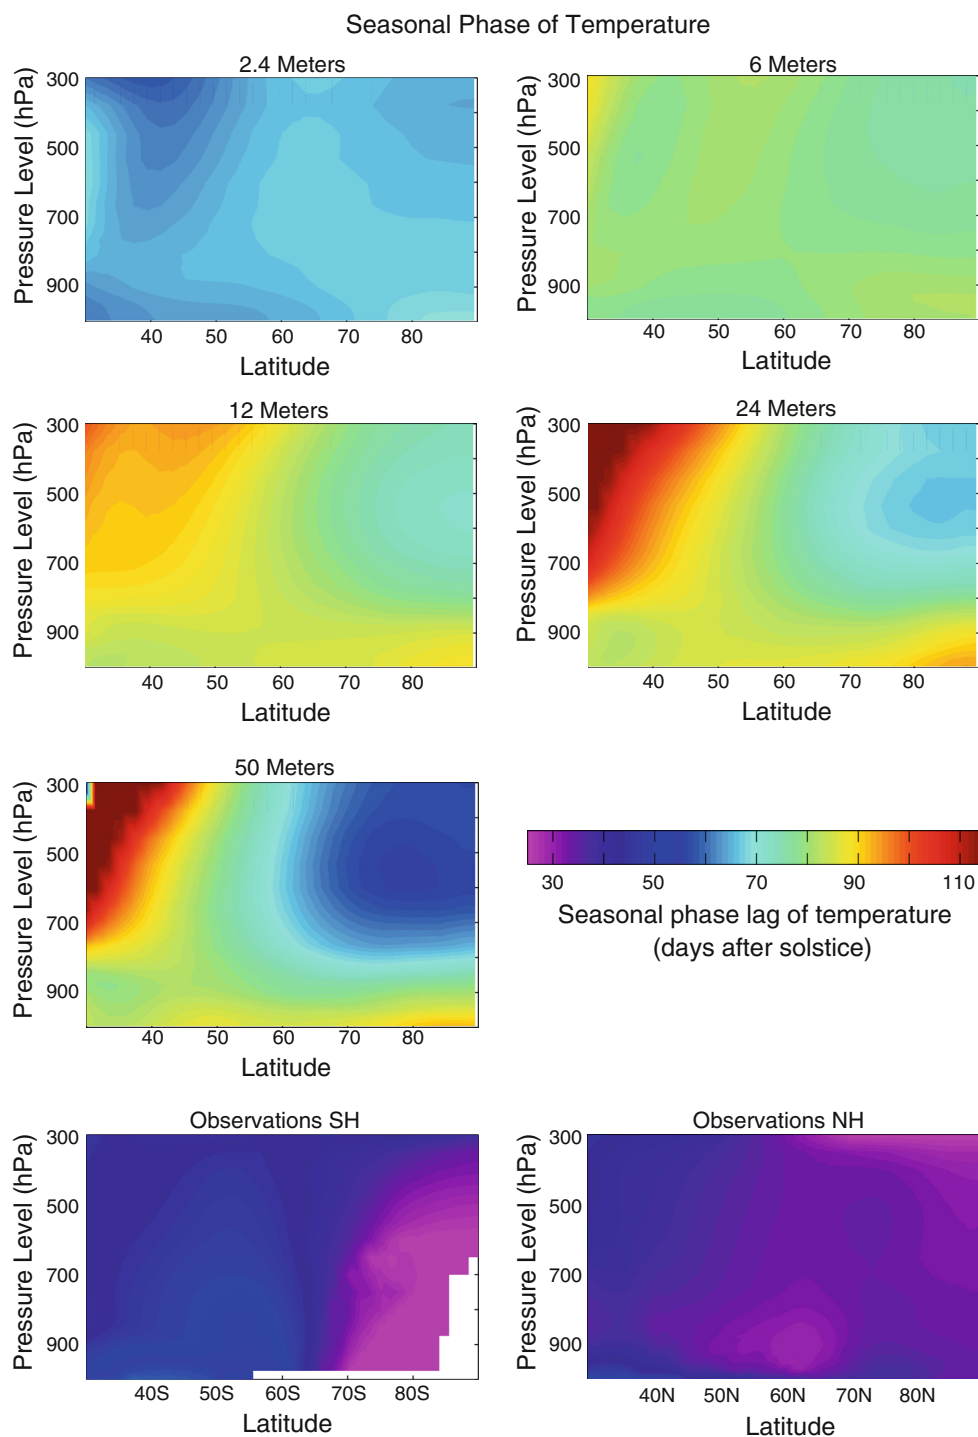 Seasonal Phase of Temperature
2.4 Meters
Pressure Level (hPa)
300
500
700
900
40 50 60 70 80
Latitude
6 Meters
Pressure Level (hPa)
300
500
700
900
40 50 60 70 80
Latitude
12 Meters
Pressure Level (hPa)
300
500
700
900
40 50 60 70 80
Latitude
24 Meters
Pressure Level (hPa)
300
500
700
900
40 50 60 70 80
Latitude
50 Meters
Pressure Level (hPa)
300
500
700
900
40 50 60 70 80
Latitude
30 50 70 90 110
Seasonal phase lag of temperature
(days after solstice)
Observations SH
Pressure Level (hPa)
300
500
700
900
40S 50S 60S 70S 80S
Latitude
Observations NH
Pressure Level (hPa)
300
500
700
900
40N 50N 60N 70N 80N
Latitude